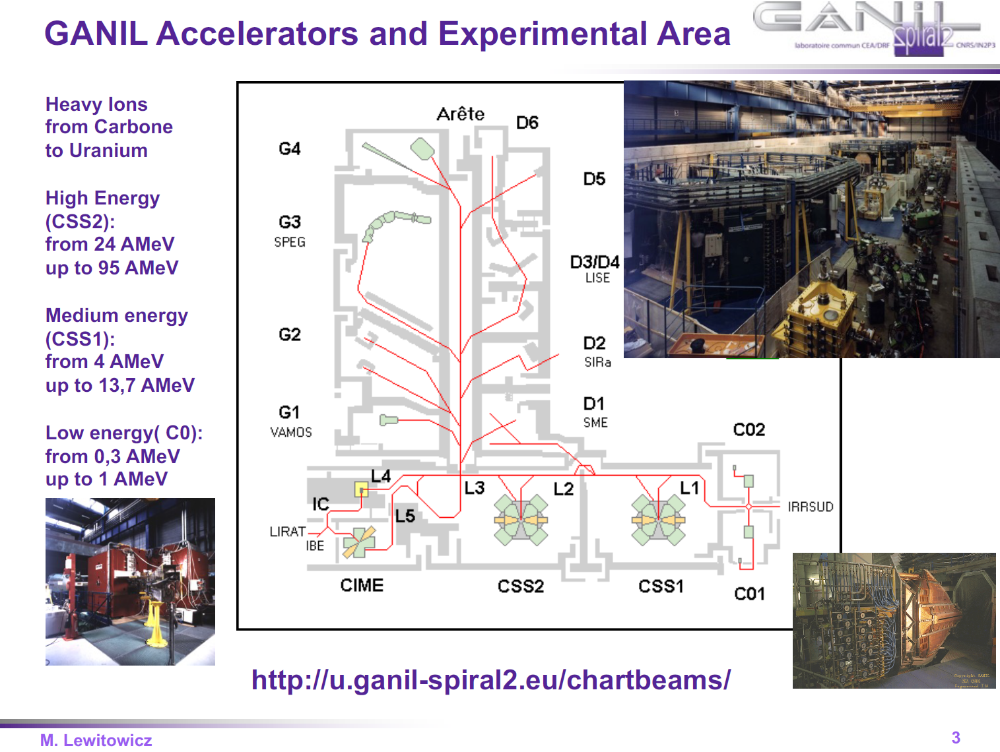 GANIL Accelerators and Experimental Area
GANIL
spiral2
laboratoire commun CEA/DRF
CNRS/IN2P3
Heavy Ions
from Carbone
to Uranium
High Energy
(CSS2):
from 24 AMeV
up to 95 AMeV
Medium energy
(CSS1):
from 4 AMeV
up to 13,7 AMeV
Low energy( C0):
from 0,3 AMeV
up to 1 AMeV
Arête
D6
G4
D5
G3
SPEG
D3/D4
LISE
G2
D2
SIRa
G1
VAMOS
D1
SME
C02
L4
L3
L2
L1
IC
L5
IRRSUD
LIRAT
IBE
CIME
CSS2
CSS1
C01
Copyright GANIL
CEA CNRS
http://u.ganil-spiral2.eu/chartbeams/
M. Lewitowicz
3